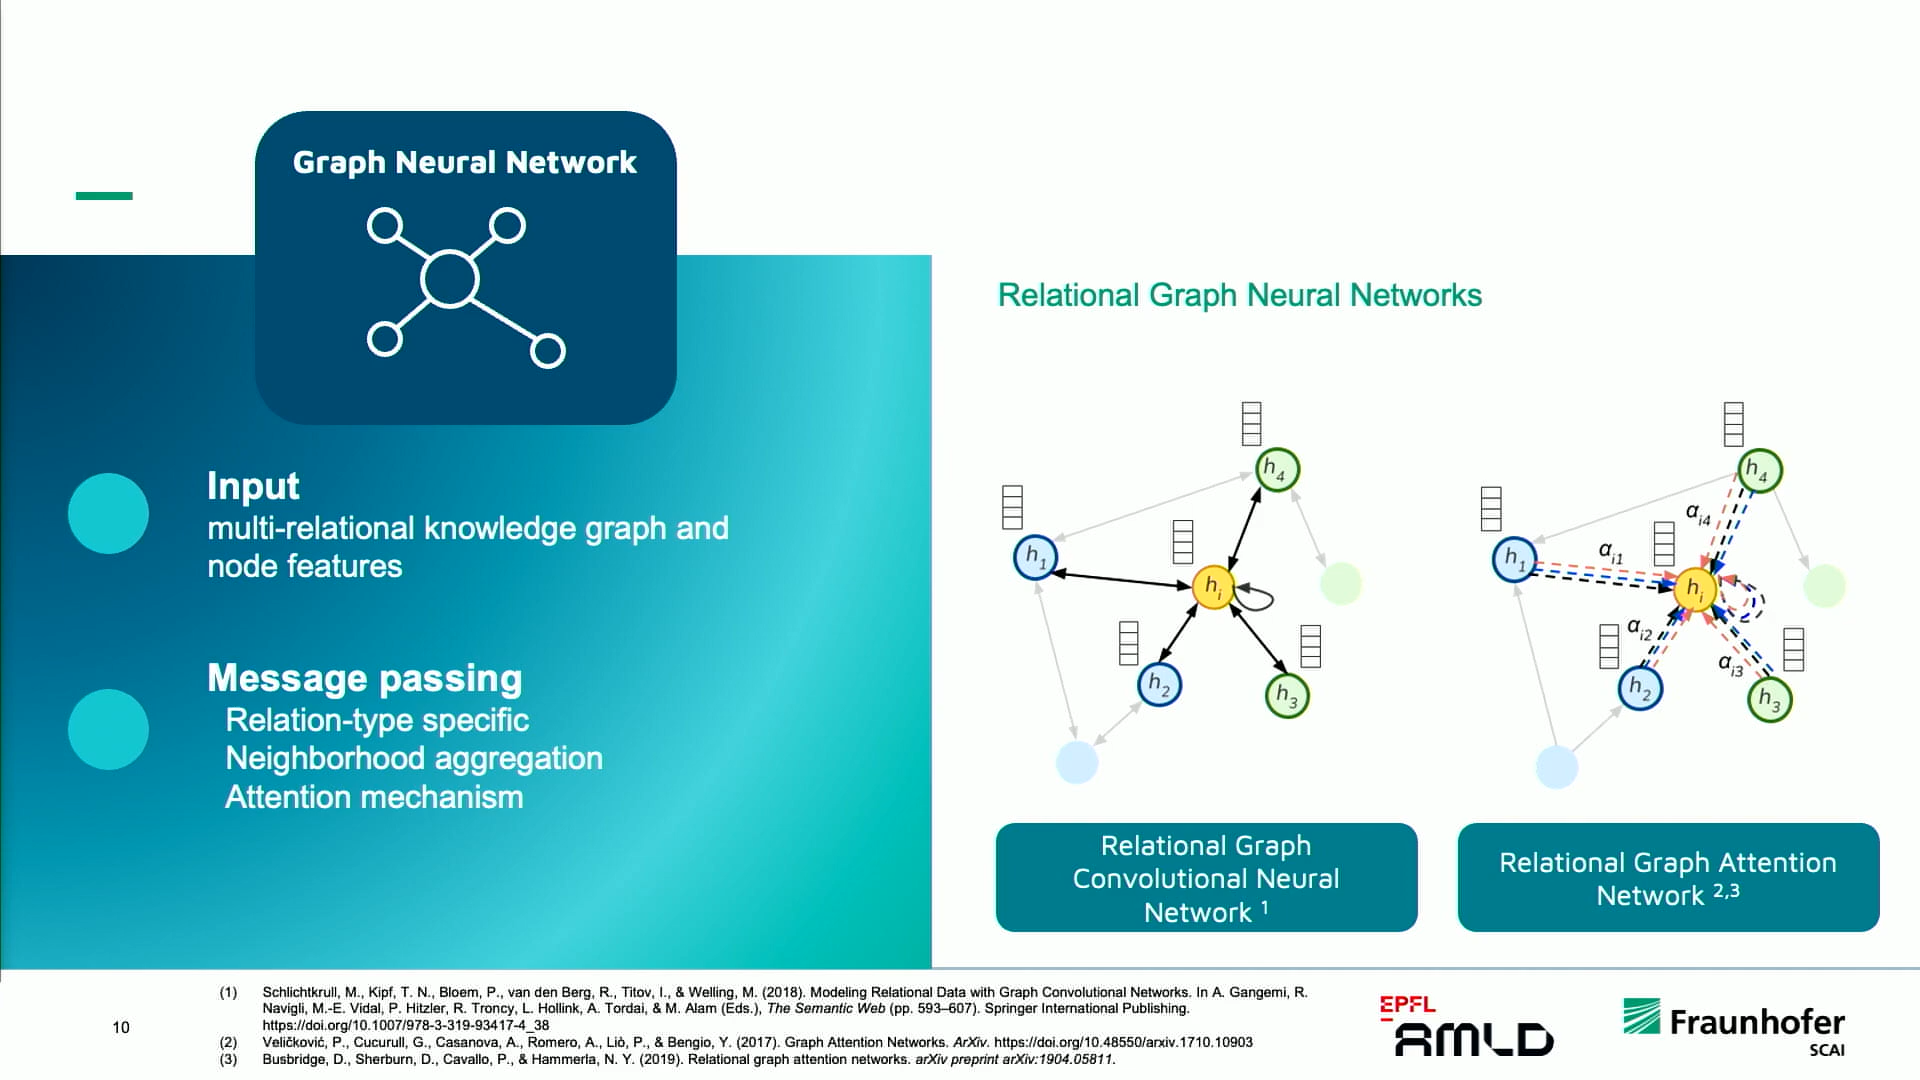 Graph Neural Network
Input
multi-relational knowledge graph and
node features
Message passing
Relation-type specific
Neighborhood aggregation
Attention mechanism
Relational Graph Neural Networks
h4
h1
hi
h2
h3
Relational Graph
Convolutional Neural
Network 1
h4
αi4
h1
αi1
hi
αi2
αi3
h2
h3
Relational Graph Attention
Network 2,3
10
(1) Schlichtkrull, M., Kipf, T. N., Bloem, P., van den Berg, R., Titov, I., & Welling, M. (2018). Modeling Relational Data with Graph Convolutional Networks. In A. Gangemi, R.
Navigli, M.-E. Vidal, P. Hitzler, R. Troncy, L. Hollink, A. Tordai, & M. Alam (Eds.), The Semantic Web (pp. 593–607). Springer International Publishing.
https://doi.org/10.1007/978-3-319-93417-4_38
(2) Veličković, P., Cucurull, G., Casanova, A., Romero, A., Liò, P., & Bengio, Y. (2017). Graph Attention Networks. ArXiv. https://doi.org/10.48550/arxiv.1710.10903
(3) Busbridge, D., Sherburn, D., Cavallo, P., & Hammerla, N. Y. (2019). Relational graph attention networks. arXiv preprint arXiv:1904.05811.
EPFL
AMLD
Fraunhofer
SCAI